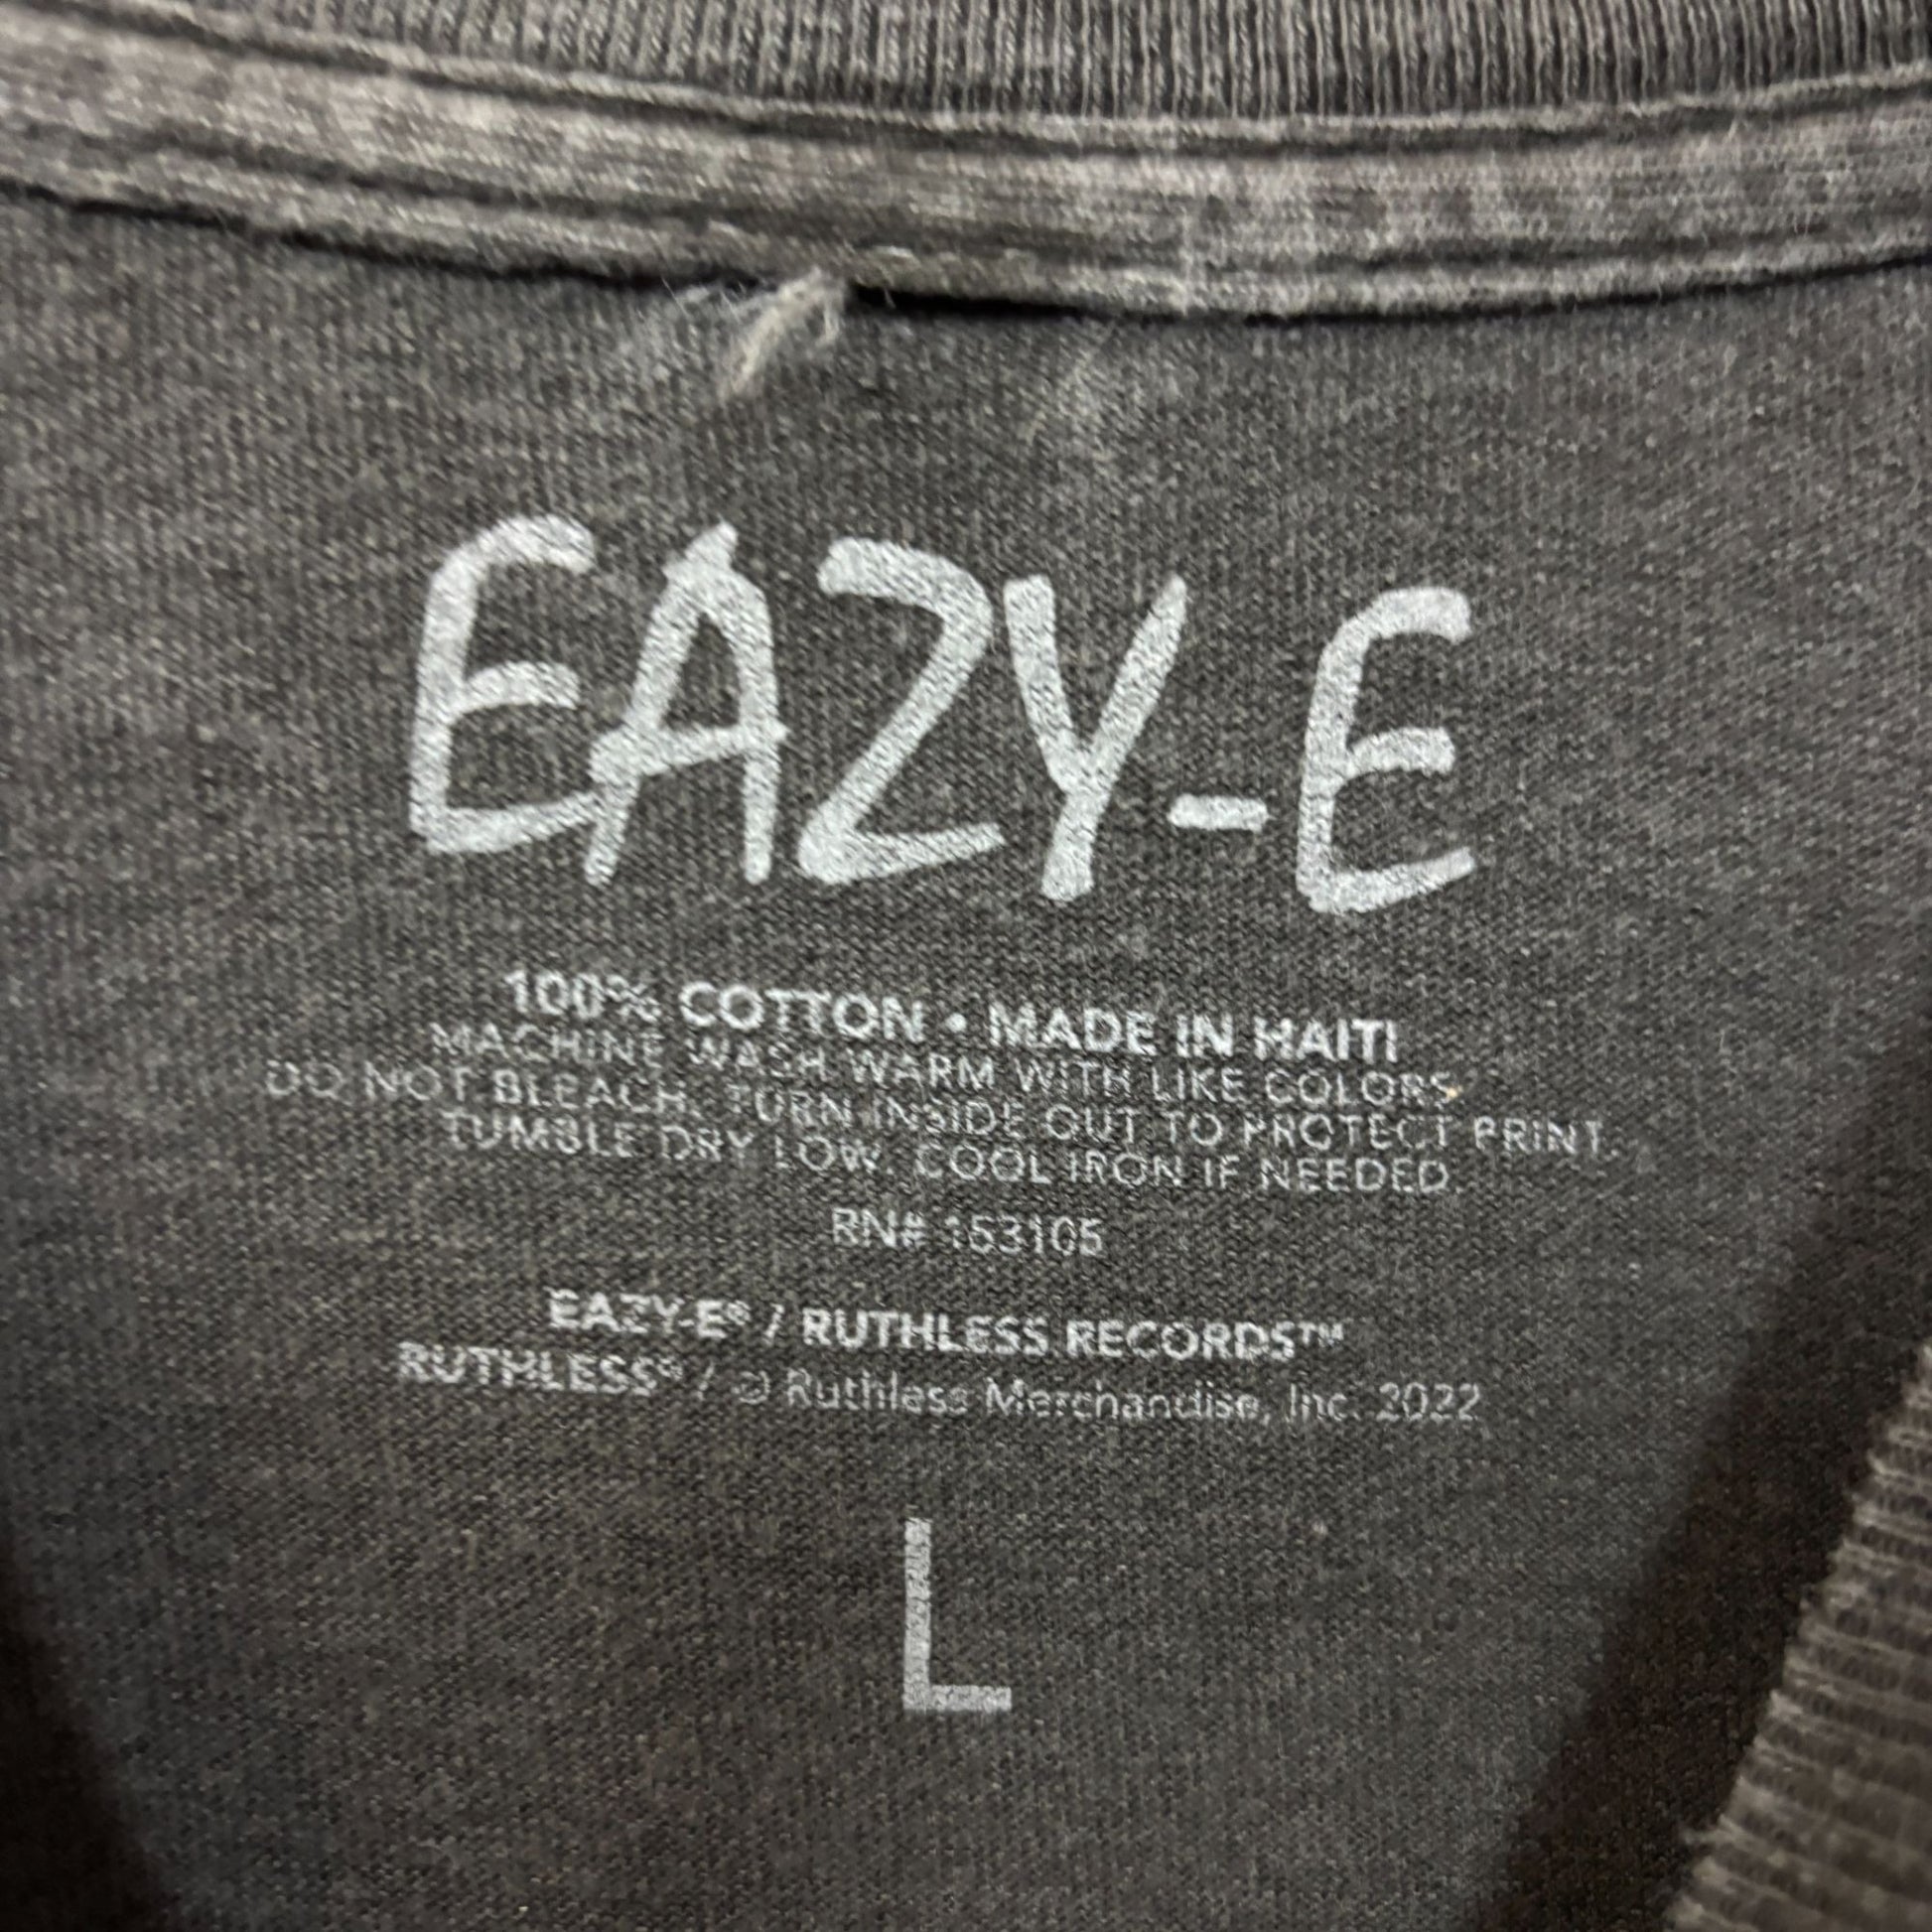 EAZY-E
100% COTTON • MADE IN HAITI
MACHINE WASH WARM WITH LIKE COLORS.
DO NOT BLEACH. TURN INSIDE OUT TO PROTECT PRINT.
TUMBLE DRY LOW. COOL IRON IF NEEDED.
RN# 153105
EAZY-E® / RUTHLESS RECORDS™
RUTHLESS® / © Ruthless Merchandise, Inc. 2022
L